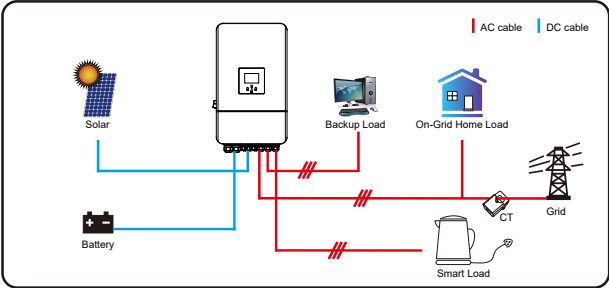 AC cable
DC cable
Solar
Backup Load
On-Grid Home Load
CT
Grid
Battery
Smart Load